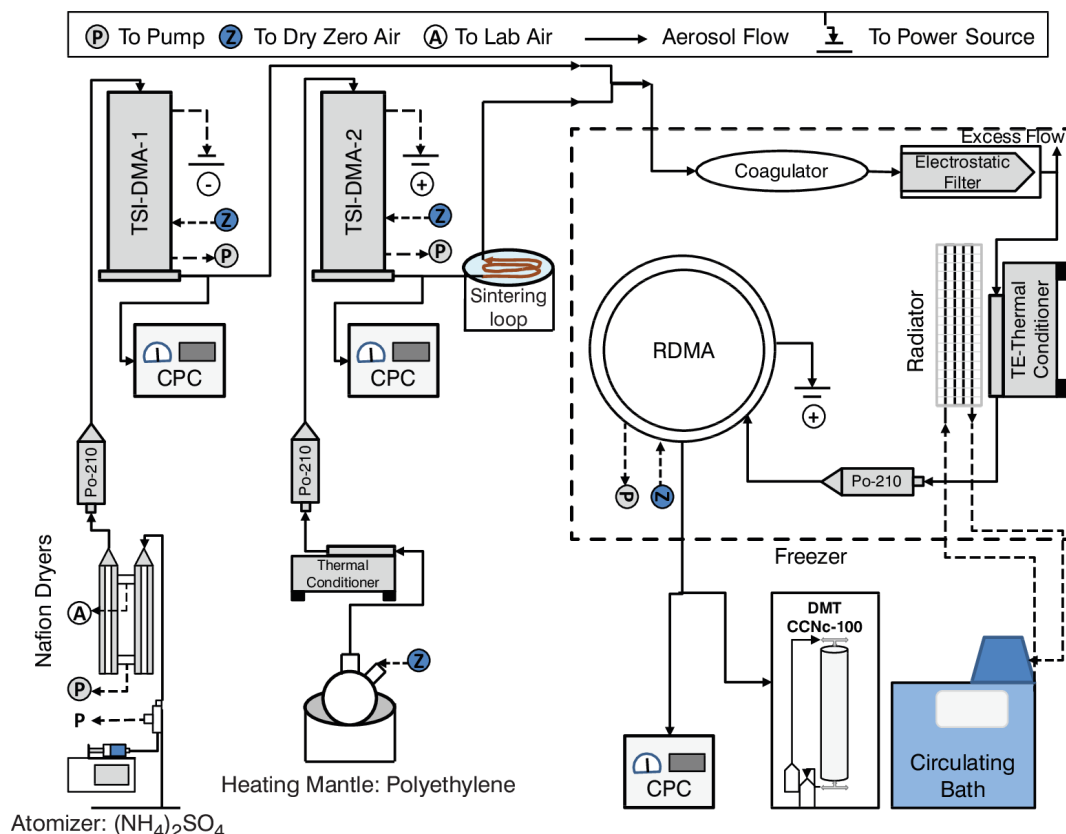 P To Pump Z To Dry Zero Air A To Lab Air Aerosol Flow To Power Source
TSI-DMA-1
-
Z
P
CPC
Po-210
Nafion Dryers
A
P
P
Atomizer: (NH4)2SO4
TSI-DMA-2
+
Z
P
CPC
Sintering
loop
Po-210
Thermal
Conditioner
Z
Heating Mantle: Polyethylene
Excess Flow
Coagulator
Electrostatic
Filter
Radiator
TE-Thermal
Conditioner
RDMA
+
P
Z
Po-210
Freezer
CPC
DMT
CCNc-100
Circulating
Bath